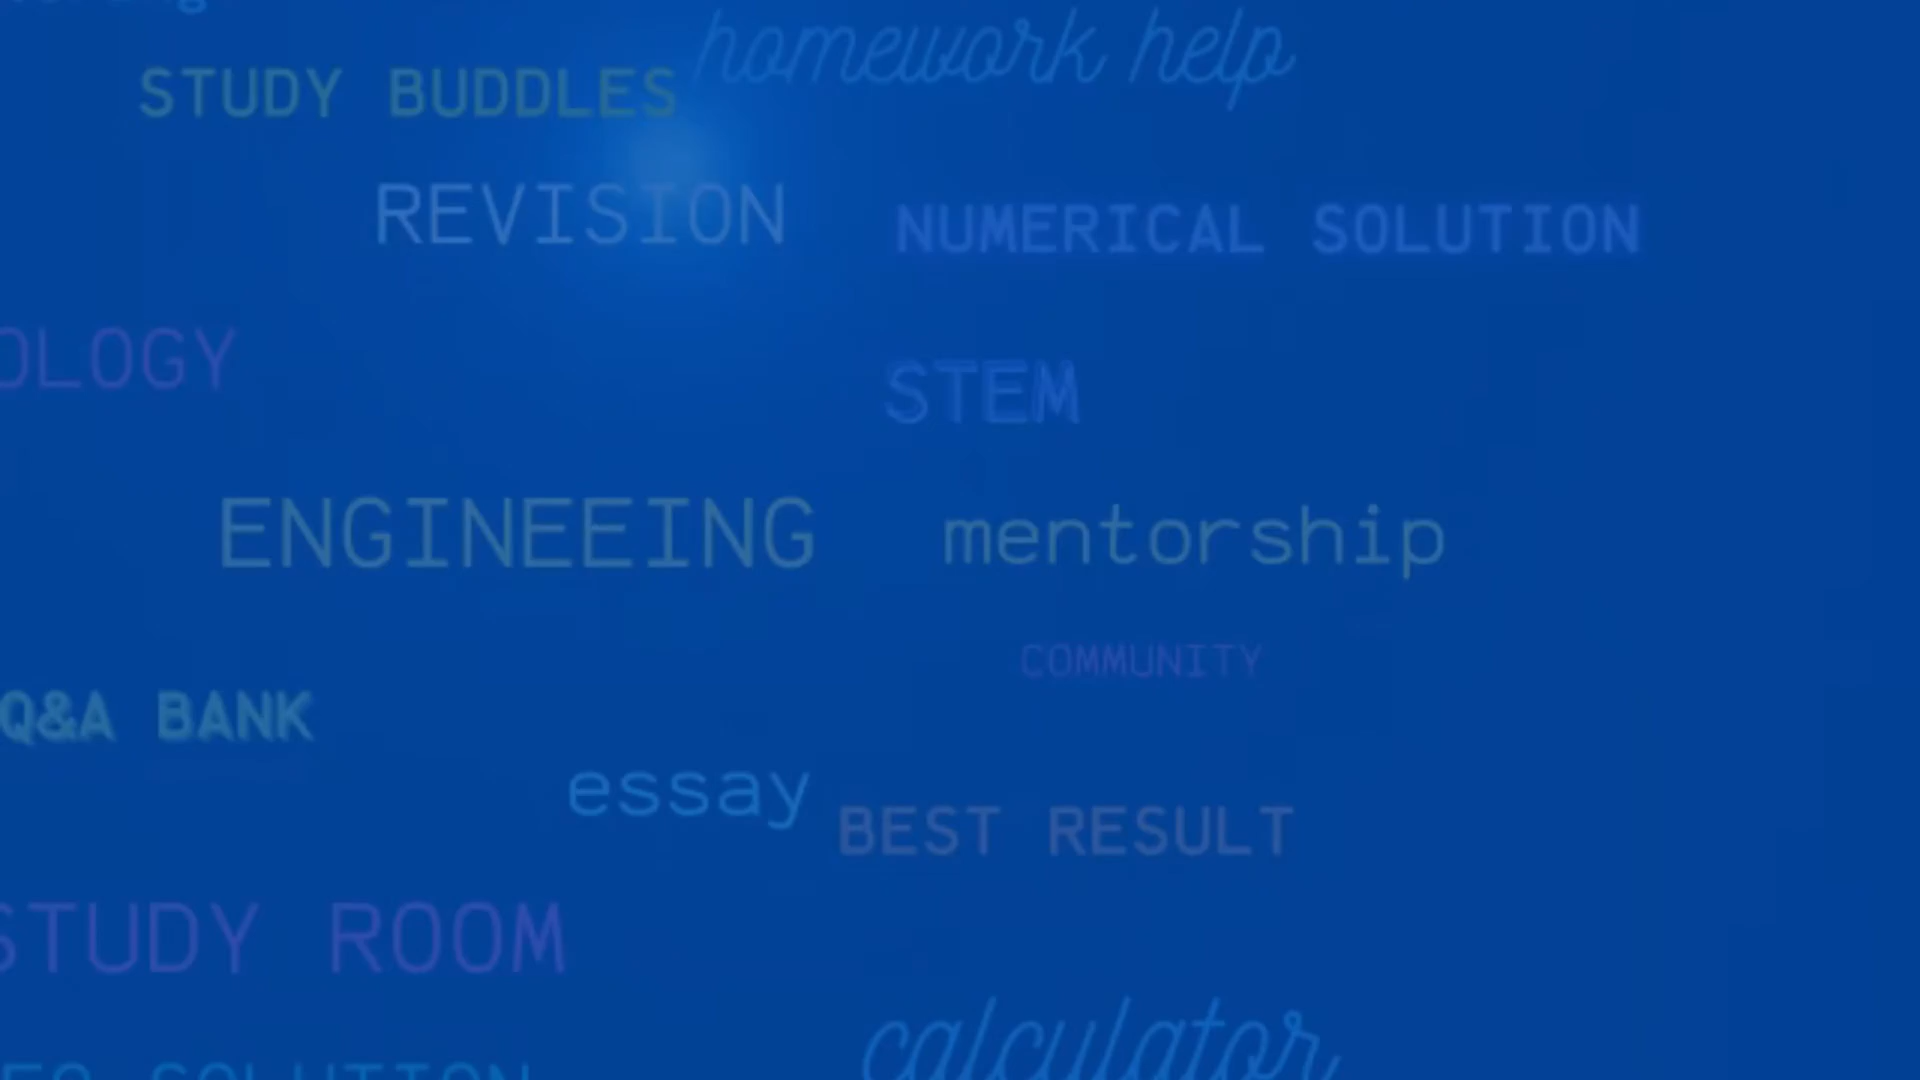 homework help
STUDY BUDDLES
REVISION
NUMERICAL SOLUTION
OLOGY
STEM
ENGINEEING
mentorship
COMMUNITY
Q&A BANK
essay
BEST RESULT
STUDY ROOM
calculator
SOLUTION